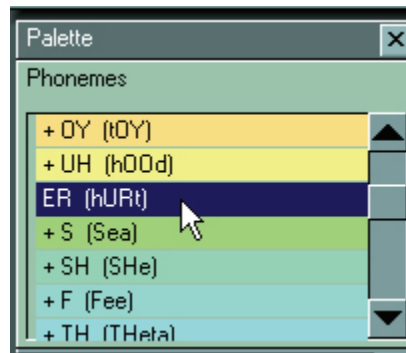 Palette
Phonemes
+ OY (tOY)
+ UH (hOOd)
ER (hURt)
+ S (Sea)
+ SH (SHe)
+ F (Fee)
+ TH (THeta)